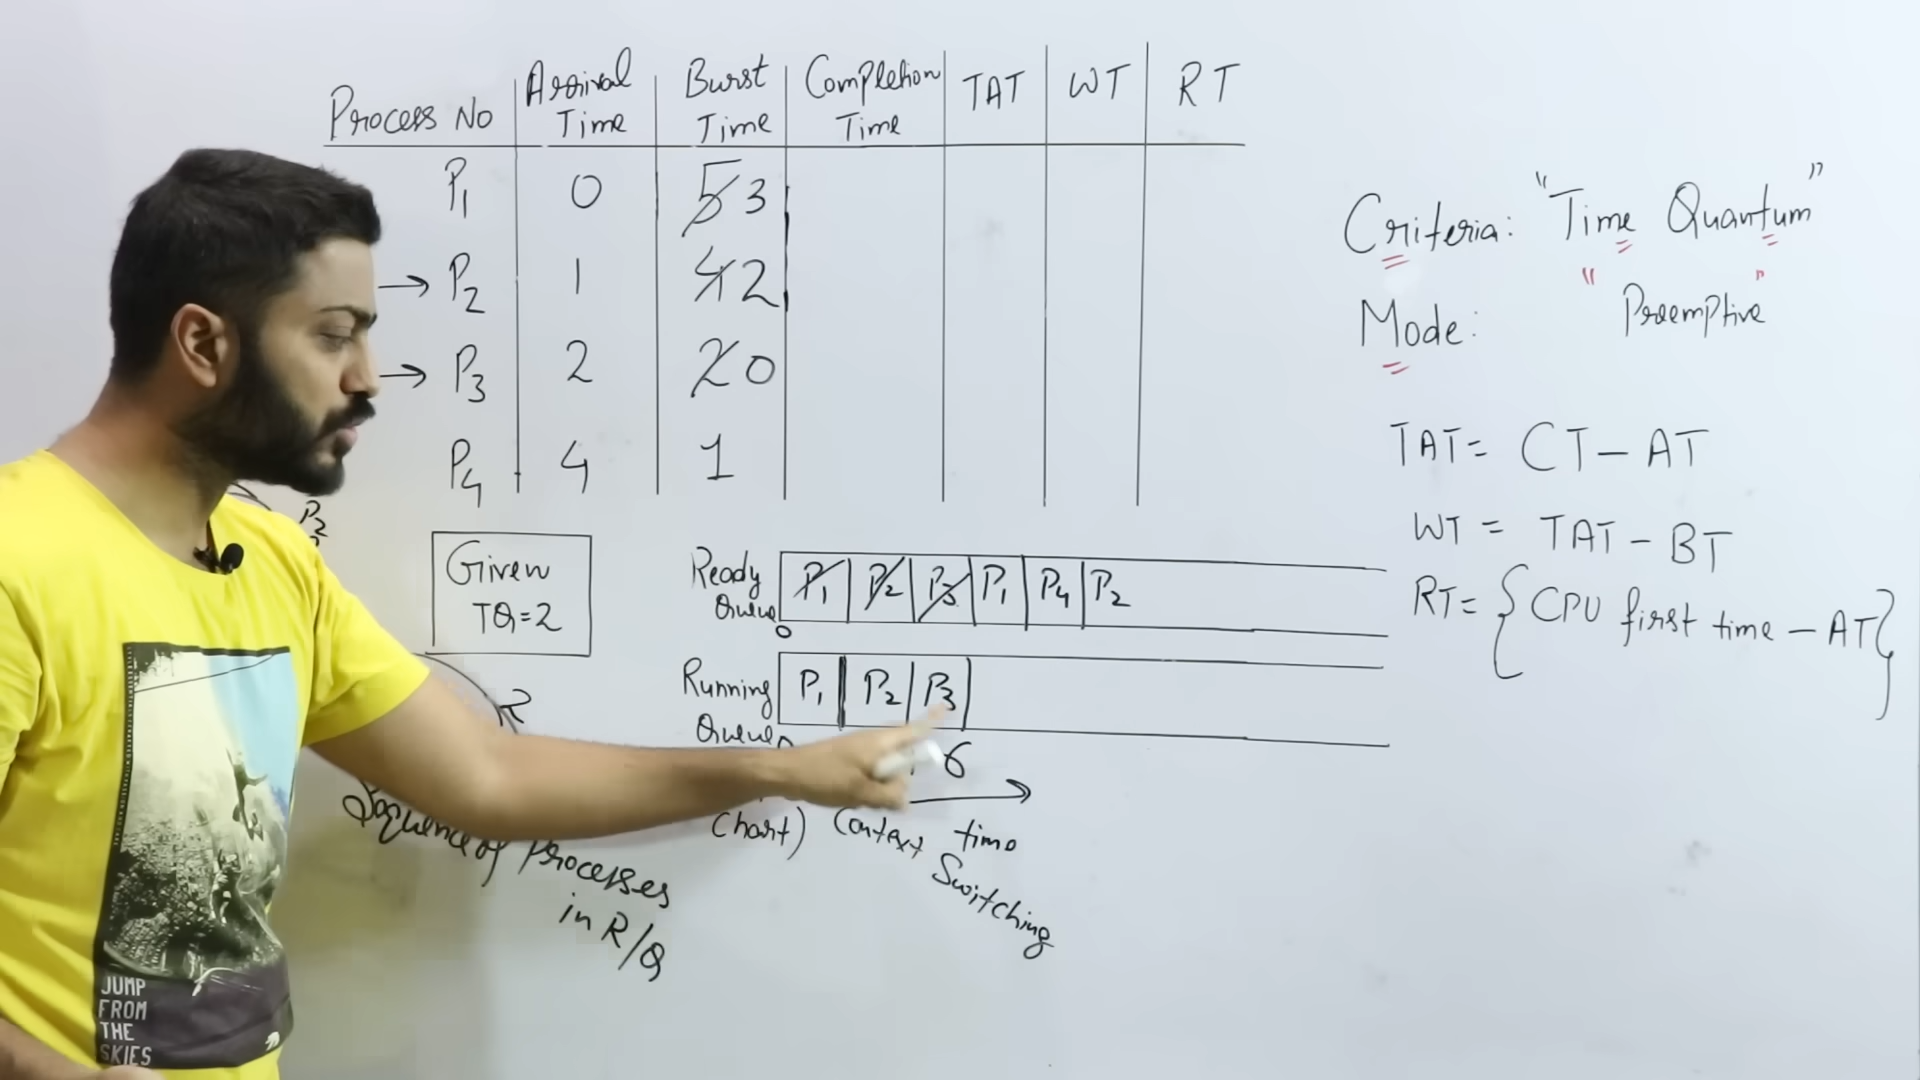 Process No Arrival Time Burst Time Completion Time TAT WT RT
P1 0 5 3
→ P2 1 4 2
→ P3 2 2 0
P4 4 1
Criteria: "Time Quantum"
Mode: "Preemptive"
TAT = CT - AT
WT = TAT - BT
RT = {CPU first time - AT}
Given
TQ=2
Ready Queue P1 P2 P3 P1 P4 P2
0
Running Queue P1 P2 P3
6
Chart) Context Switching
time
Sequence of Processes
in R/Q
JUMP
FROM
THE
SKIES